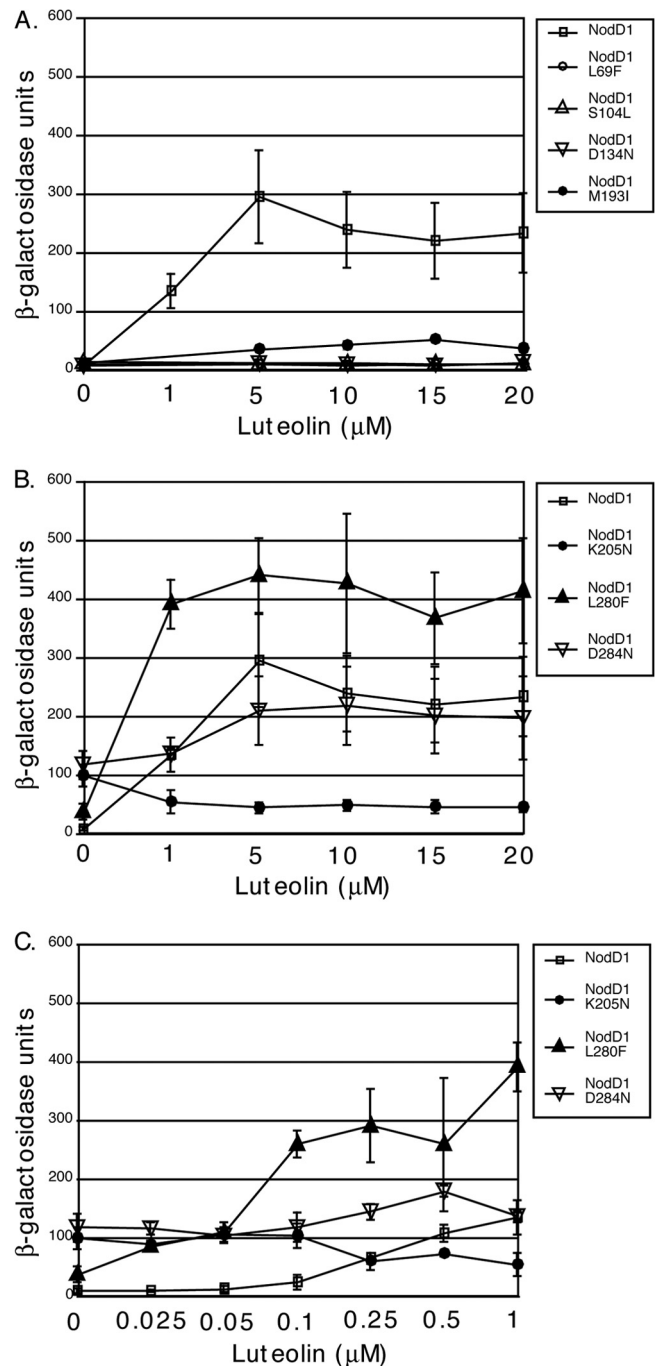 A.
600
500
400
300
200
100
0
β-galactosidase units
0 1 5 10 15 20
Luteolin (μM)
NodD1
NodD1
L69F
NodD1
S104L
NodD1
D134N
NodD1
M193I
B.
600
500
400
300
200
100
0
β-galactosidase units
0 1 5 10 15 20
Luteolin (μM)
NodD1
NodD1
K205N
NodD1
L280F
NodD1
D284N
C.
600
500
400
300
200
100
0
β-galactosidase units
0 0.025 0.05 0.1 0.25 0.5 1
Luteolin (μM)
NodD1
NodD1
K205N
NodD1
L280F
NodD1
D284N